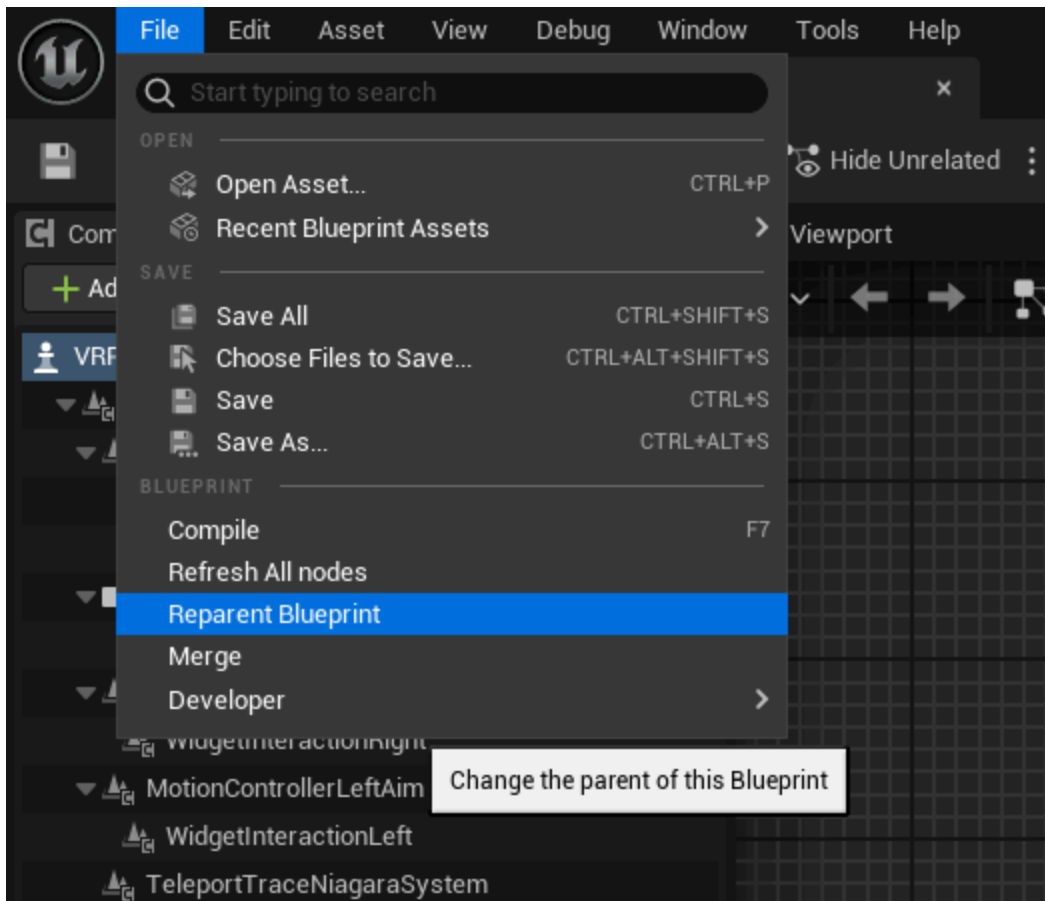 File Edit Asset View Debug Window Tools Help
Start typing to search
OPEN
Hide Unrelated
Open Asset... CTRL+P
Recent Blueprint Assets
Viewport
SAVE
Save All CTRL+SHIFT+S
Choose Files to Save... CTRL+ALT+SHIFT+S
Save CTRL+S
Save As... CTRL+ALT+S
BLUEPRINT
Compile F7
Refresh All nodes
Reparent Blueprint
Merge
Developer
WidgetInteractionRight
Change the parent of this Blueprint
MotionControllerLeftAim
WidgetInteractionLeft
TeleportTraceNiagaraSystem